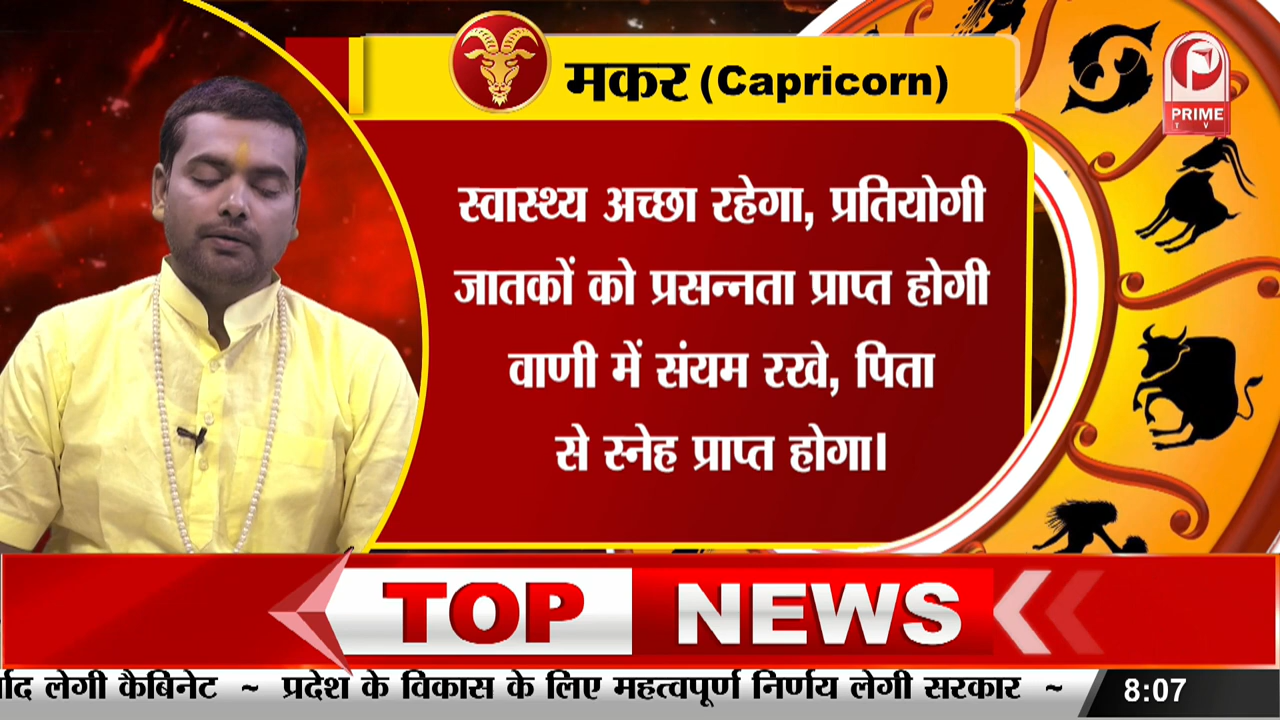 मकर (Capricorn)
PRIME
TV
स्वास्थ्य अच्छा रहेगा, प्रतियोगी
जातकों को प्रसन्नता प्राप्त होगी
वाणी में संयम रखे, पिता
से स्नेह प्राप्त होगा।
TOP NEWS
लेगी कैबिनेट ~ प्रदेश के विकास के लिए महत्वपूर्ण निर्णय लेगी सरकार ~
8:07